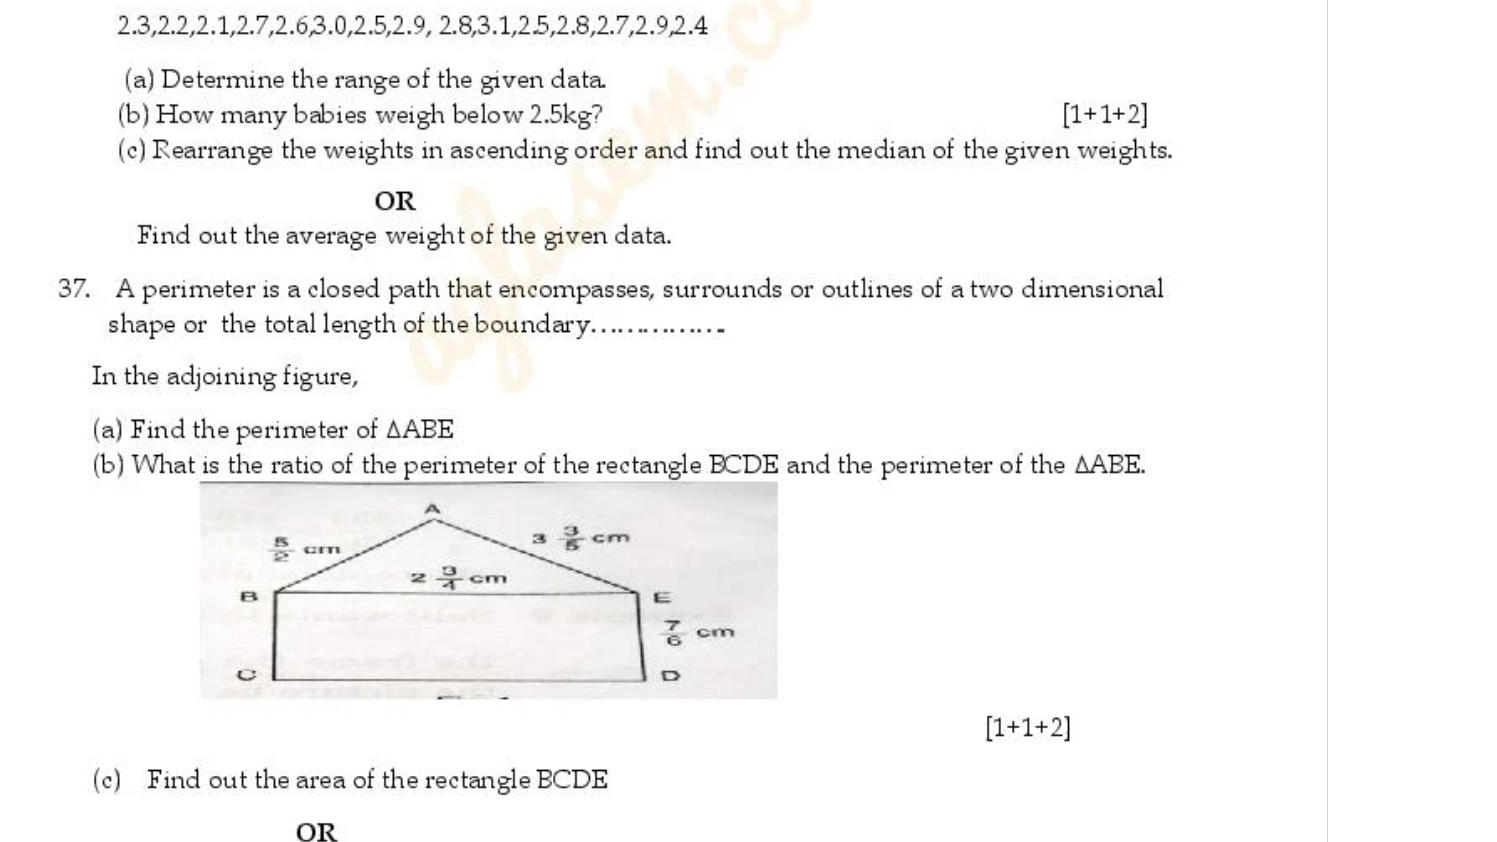 2.3,2.2,2.1,2.7,2.6,3.0,2.5,2.9, 2.8,3.1,2.5,2.8,2.7,2.9,2.4
(a) Determine the range of the given data.
(b) How many babies weigh below 2.5kg? [1+1+2]
(c) Rearrange the weights in ascending order and find out the median of the given weights.
OR
Find out the average weight of the given data.
37. A perimeter is a closed path that encompasses, surrounds or outlines of a two dimensional
shape or the total length of the boundary……………..
In the adjoining figure,
(a) Find the perimeter of ∆ABE
(b) What is the ratio of the perimeter of the rectangle BCDE and the perimeter of the ∆ABE.
A
5/2 cm
3 3/5 cm
2 3/4 cm
B
E
7/6 cm
C
D
[1+1+2]
(c) Find out the area of the rectangle BCDE
OR
aglasem.co